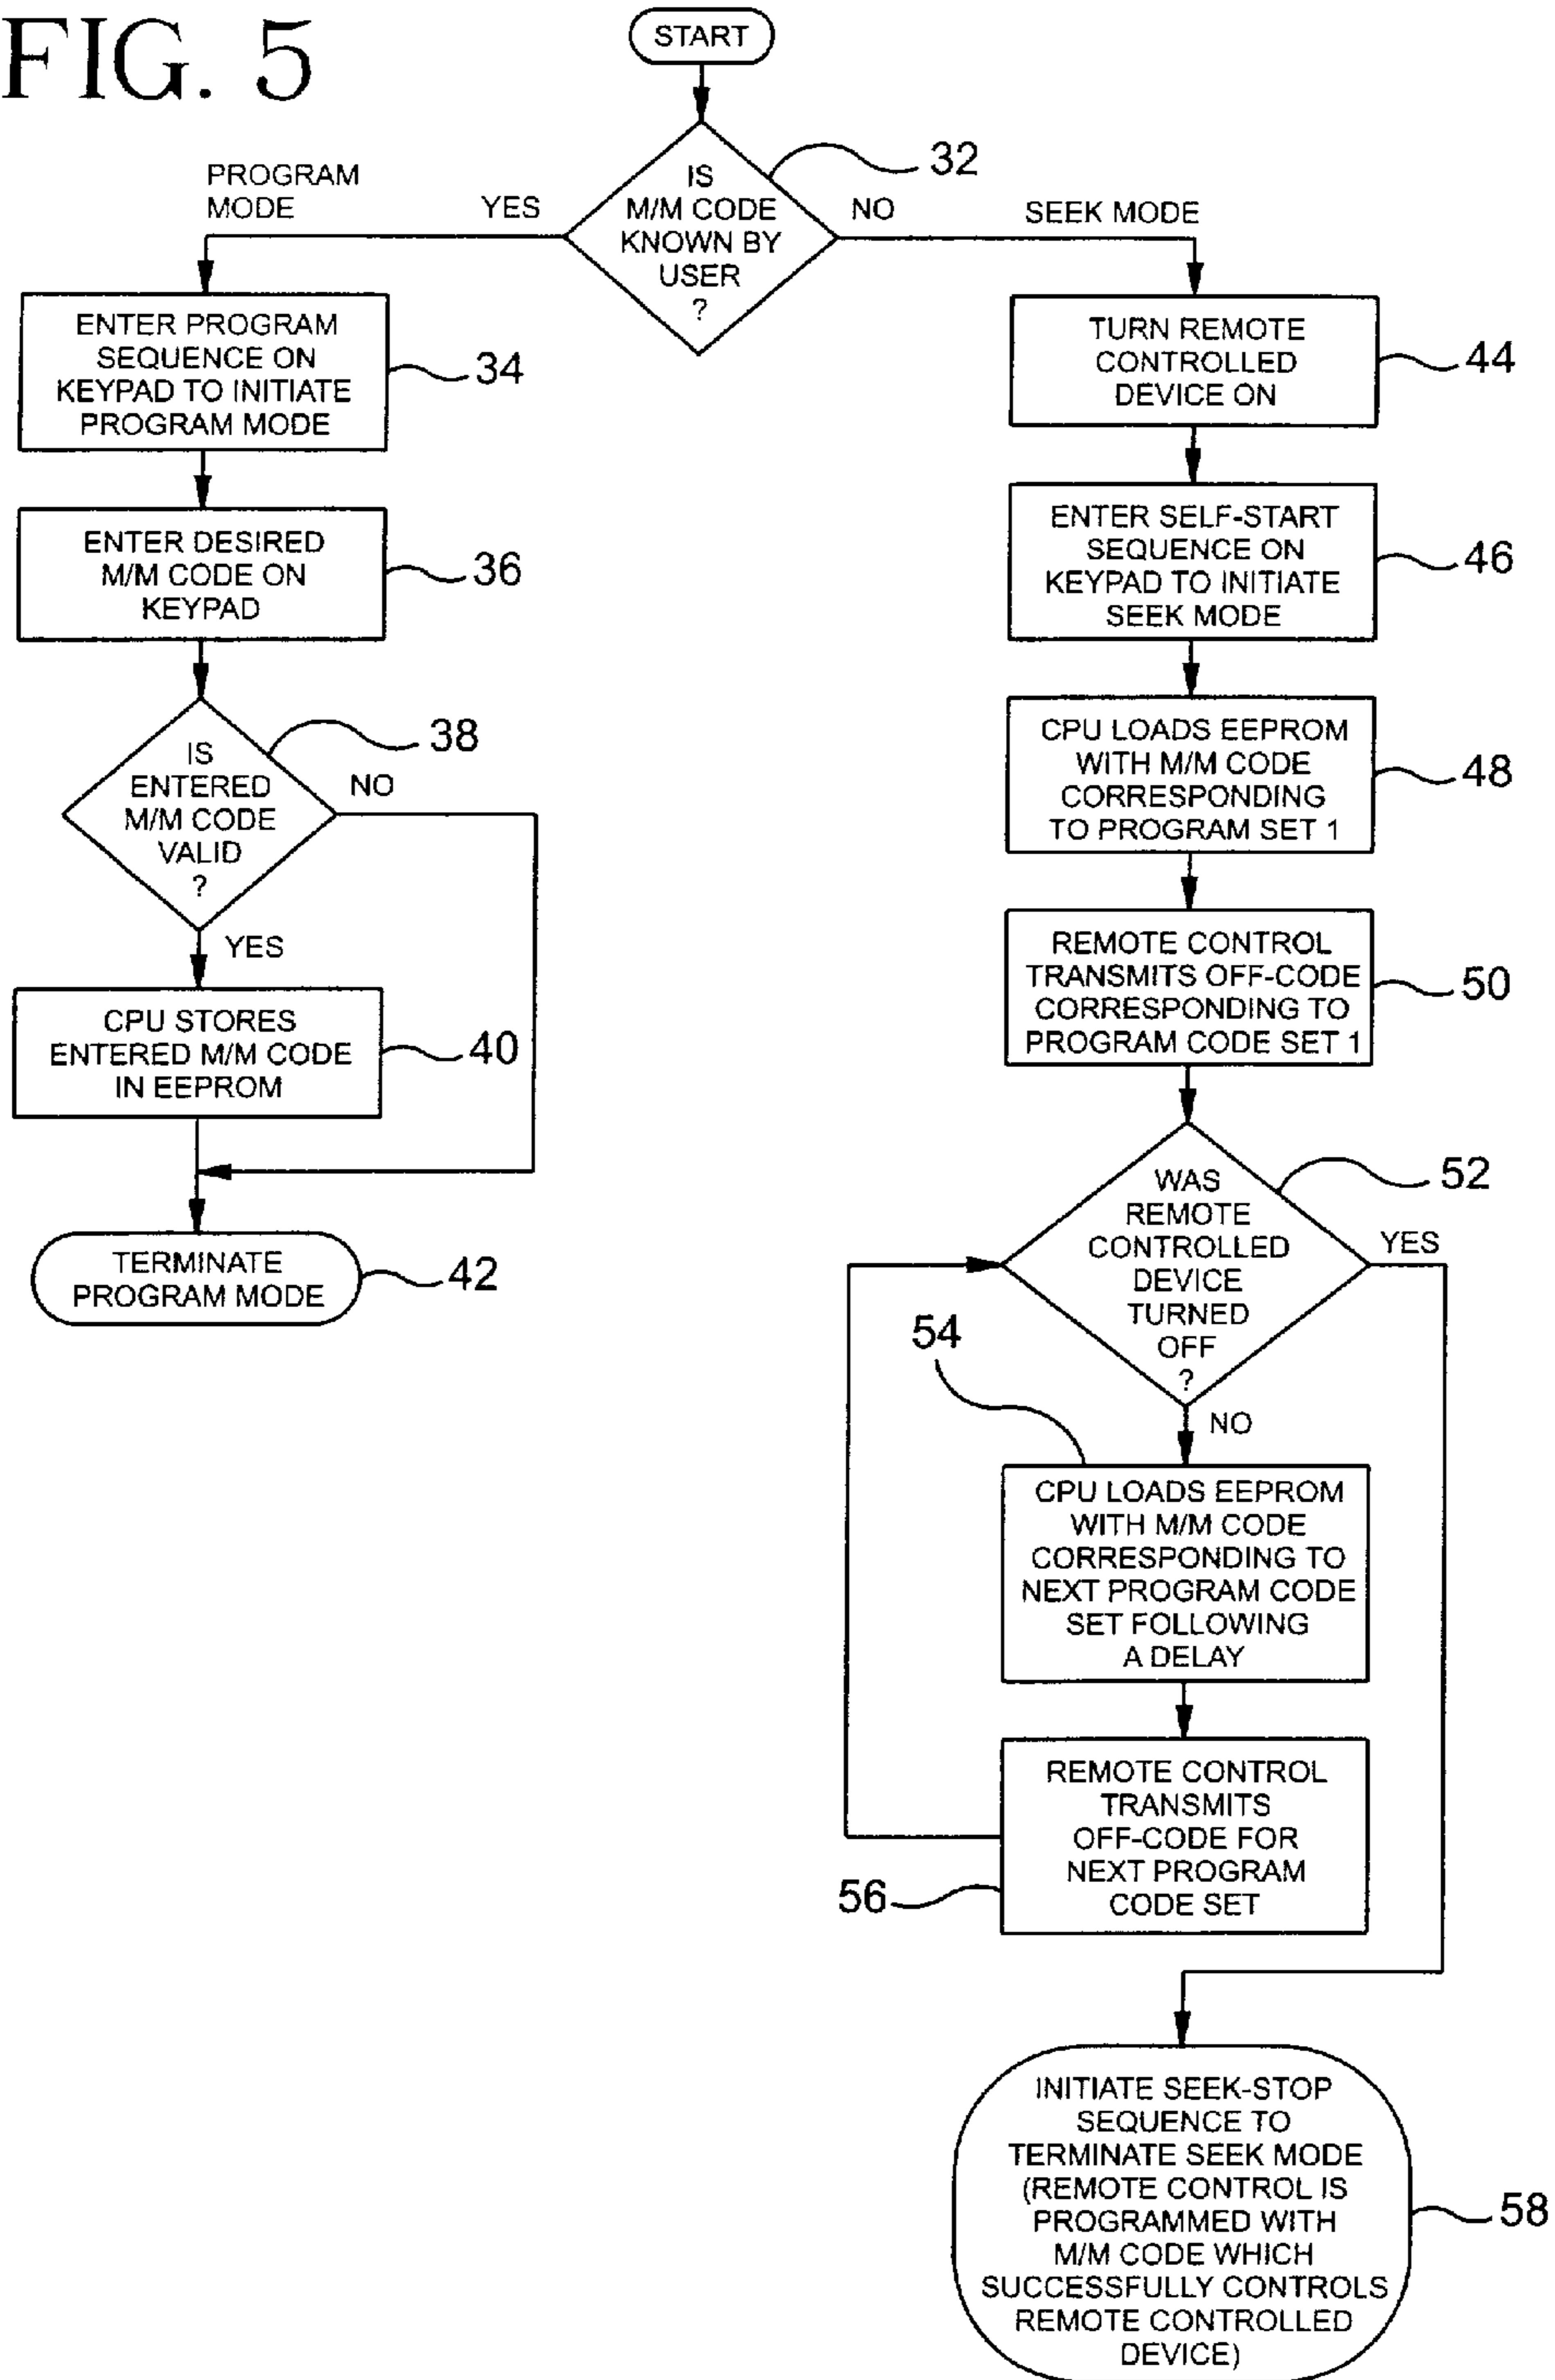 FIG. 5
START
IS
M/M CODE
KNOWN BY
USER
?
32
PROGRAM
MODE
YES
NO
SEEK MODE
ENTER PROGRAM
SEQUENCE ON
KEYPAD TO INITIATE
PROGRAM MODE
34
ENTER DESIRED
M/M CODE ON
KEYPAD
36
IS
ENTERED
M/M CODE
VALID
?
38
NO
YES
CPU STORES
ENTERED M/M CODE
IN EEPROM
40
TERMINATE
PROGRAM MODE
42
TURN REMOTE
CONTROLLED
DEVICE ON
44
ENTER SELF-START
SEQUENCE ON
KEYPAD TO INITIATE
SEEK MODE
46
CPU LOADS EEPROM
WITH M/M CODE
CORRESPONDING
TO PROGRAM SET 1
48
REMOTE CONTROL
TRANSMITS OFF-CODE
CORRESPONDING TO
PROGRAM CODE SET 1
50
WAS
REMOTE
CONTROLLED
DEVICE
TURNED
OFF
?
52
YES
NO
54
CPU LOADS EEPROM
WITH M/M CODE
CORRESPONDING TO
NEXT PROGRAM CODE
SET FOLLOWING
A DELAY
REMOTE CONTROL
TRANSMITS
OFF-CODE FOR
NEXT PROGRAM
CODE SET
56
INITIATE SEEK-STOP
SEQUENCE TO
TERMINATE SEEK MODE
(REMOTE CONTROL IS
PROGRAMMED WITH
M/M CODE WHICH
SUCCESSFULLY CONTROLS
REMOTE CONTROLLED
DEVICE)
58